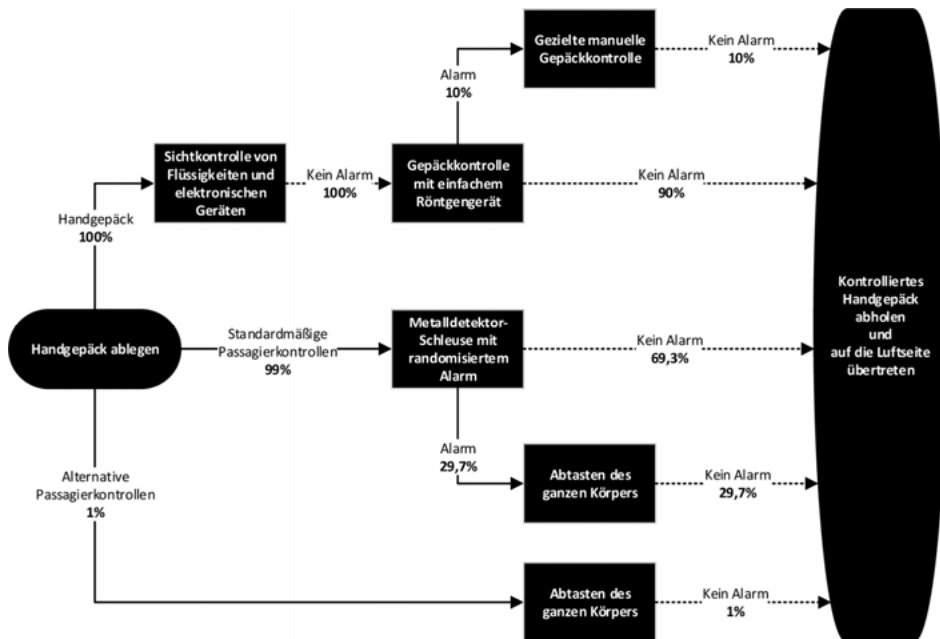 Gezielte manuelle
Gepäckkontrolle
Kein Alarm
10%
Alarm
10%
Sichtkontrolle von
Flüssigkeiten und
elektronischen
Geräten
Kein Alarm
100%
Gepäckkontrolle
mit einfachem
Röntgengerät
Kein Alarm
90%
Handgepäck
100%
Handgepäck ablegen
Standardmäßige
Passagierkontrollen
99%
Metalldetektor-
Schleuse mit
randomisiertem
Alarm
Kein Alarm
69,3%
Kontrolliertes
Handgepäck
abholen
und
auf die Luftseite
übertreten
Alarm
29,7%
Abtasten des
ganzen Körpers
Kein Alarm
29,7%
Alternative
Passagierkontrollen
1%
Abtasten des
ganzen Körpers
Kein Alarm
1%